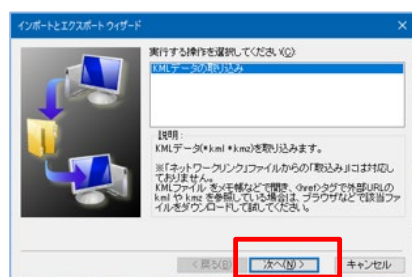 インポートとエクスポート ウィザード
実行する操作を選択してください(C):
KMLデータの取り込み
説明:
KMLデータ(*kml *kmz)を取り込みます。
※「ネットワークリンク」ファイルからの「取込み」には対応し
ておりません。
KMLファイル をメモ帳などで開き、<href>タグで外部URLの
kml や kmz を参照している場合は、ブラウザなどで該当ファ
イルをダウンロードして試してください。
< 戻る(B) 次へ(N) > キャンセル